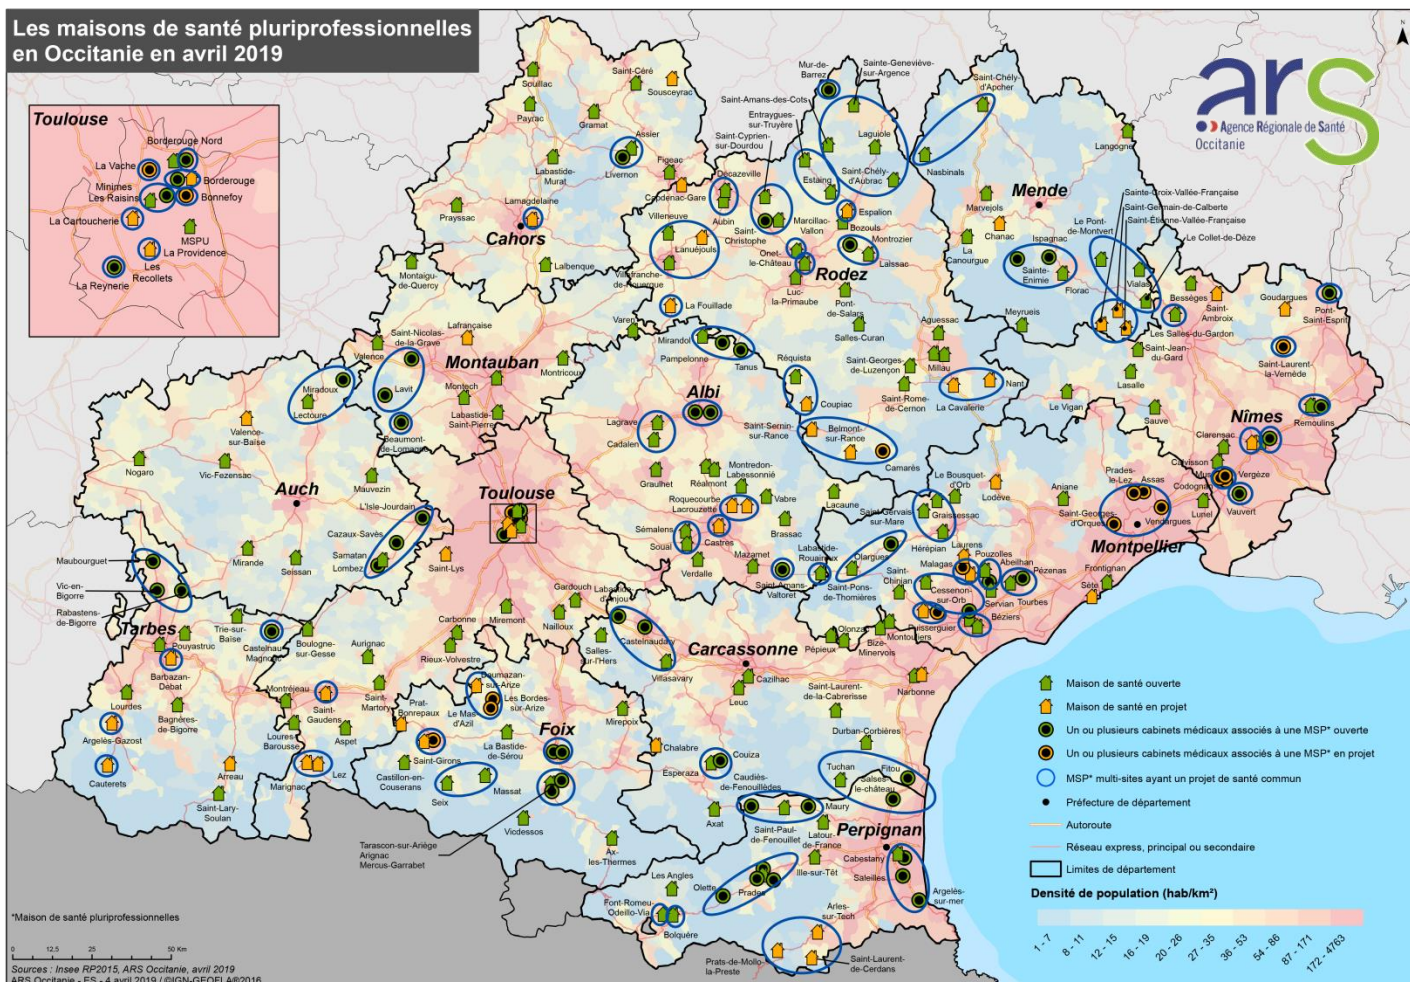 Les maisons de santé pluriprofessionnelles
en Occitanie en avril 2019
ars
Agence Régionale de Santé
Occitanie
Toulouse
Borderouge Nord
La Vache
Minimes
Les Raisins
Borderouge
Bonnefoy
La Cartoucherie
MSPU
La Providence
Les
Recollets
La Reynerie
Souillac
Saint-Céré
Sousceyrac
Payrac
Gramat
Assier
Livernon
Figeac
Labastide-
Murat
Capdenac-Gare
Prayssac
Lamagdelaine
Cahors
Lalbenque
Mur-de-
Barrez
Sainte-Geneviève-
sur-Argence
Saint-Amans-des-Cots
Entraygues-
sur-Truyère
Saint-Cyprien-
sur-Dourdou
Laguiole
Saint-Chély-
d'Aubrac
Estaing
Decazeville
Aubin
Saint-
Christophe
Marcillac-
Vallon
Espalion
Bozouls
Montrozier
Laissac
Villeneuve
Lanuéjouls
Villefranche-
de-Rouergue
Onet-
le-Château
Rodez
Luc-
la-Primaube
La Fouillade
Pont-
de-Salars
Salles-Curan
Aguessac
Millau
Saint-Georges-
de-Luzençon
Saint-Rome-
de-Cernon
La Cavalerie
Nant
Réquista
Coupiac
Saint-Sernin-
sur-Rance
Belmont-
sur-Rance
Camarès
Saint-Chély-
d'Apcher
Nasbinals
Langogne
Mende
Marvejols
Chanac
La
Canourgue
Sainte-Croix-Vallée-Française
Saint-Germain-de-Calberte
Saint-Étienne-Vallée-Française
Le Pont-
de-Montvert
Le Collet-de-Dèze
Ispagnac
Sainte-
Enimie
Florac
Vialas
Meyrueis
Bessèges
Saint-
Ambroix
Goudargues
Pont-
Saint-Esprit
Les Salles-du-Gardon
Saint-Jean-
du-Gard
Lasalle
Saint-Laurent-
la-Vernède
Le Vigan
Sauve
Remoulins
Nîmes
Clarensac
Calvisson
Mus
Vergèze
Codognan
Vauvert
Lunel
Montaigu-
de-Quercy
Saint-Nicolas-
de-la-Grave
Valence
Lafrançaise
Varen
Montauban
Montricoux
Lavit
Montech
Labastide-
Saint-Pierre
Beaumont-
de-Lomagne
Miradoux
Lectoure
Valence-
sur-Baïse
Nogaro
Vic-Fezensac
Mauvezin
Auch
L'Isle-Jourdain
Cazaux-Savès
Samatan
Lombez
Mirande
Seissan
Mirandol
Pampelonne
Tanus
Albi
Lagrave
Cadalen
Graulhet
Réalmont
Montredon-
Labessonnié
Roquecourbe
Lacrouzette
Vabre
Lacaune
Sémalens
Soual
Castres
Brassac
Verdalle
Mazamet
Saint-Amans-
Valtoret
Labastide-
Rouairoux
Toulouse
Saint-Lys
Maubourguet
Vic-en-
Bigorre
Rabastens-
de-Bigorre
Tarbes
Pouyastruc
Trie-sur-
Baïse
Castelnau
Magnoac
Boulogne-
sur-Gesse
Barbazan-
Débat
Lourdes
Bagnères-
de-Bigorre
Argelès-Gazost
Cauterets
Arreau
Saint-Lary-
Soulan
Aurignac
Montréjeau
Saint-
Gaudens
Saint-
Martory
Loures-
Barousse
Aspet
Marignac
Lez
Carbonne
Rieux-Volvestre
Miremont
Gardouch
Nailloux
Daumazan-
sur-Arize
Les Bordes-
sur-Arize
Le Mas
d'Azil
Prat-
Bonrepaux
Saint-Girons
Castillon-en-
Couserans
Seix
Massat
La Bastide-
de-Sérou
Foix
Mirepoix
Vicdessos
Tarascon-sur-Ariège
Arignac
Mercus-Garrabet
Ax-
les-Thermes
Labastide
d'Anjou
Castelnaudary
Salles-
sur-l'Hers
Villasavary
Carcassonne
Cazilhac
Leuc
Pépieux
Olonzac
Bize
Minervois
Montouliers
Narbonne
Saint-Laurent-
de-la-Cabrerisse
Durban-Corbières
Chalabre
Esperaza
Couiza
Axat
Tuchan
Fitou
Salses-
le-château
Caudiès-
de-Fenouillèdes
Saint-Paul-
de-Fenouillet
Maury
Latour-
de-France
Perpignan
Cabestany
Ille-sur-Têt
Saleilles
Argelès-
sur-mer
Les Angles
Olette
Prades
Font-Romeu-
Odeillo-Via
Bolquère
Arles-
sur-Tech
Prats-de-Mollo-
la-Preste
Saint-Laurent-
de-Cerdans
Le Bousquet-
d'Orb
Graissessac
Lodève
Aniane
Prades-
le-Lez
Assas
Saint-Georges-
d'Orques
Vendargues
Montpellier
Saint-Gervais-
sur-Mare
Hérépian
Olargues
Saint-Pons-
de-Thomières
Saint-
Chinian
Laurens
Magalas
Pouzolles
Abeilhan
Pézenas
Tourbes
Servian
Béziers
Cessenon-
sur-Orb
Puisserguier
Frontignan
Sète
Maison de santé ouverte
Maison de santé en projet
Un ou plusieurs cabinets médicaux associés à une MSP* ouverte
Un ou plusieurs cabinets médicaux associés à une MSP* en projet
MSP* multi-sites ayant un projet de santé commun
Préfecture de département
Autoroute
Réseau express, principal ou secondaire
Limites de département
Densité de population (hab/km²)
1 - 7
8 - 11
12 - 15
16 - 19
20 - 26
27 - 35
36 - 53
54 - 86
87 - 171
172 - 4763
*Maison de santé pluriprofessionnelles
0 12,5 25 50 Km
Sources : Insee RP2015, ARS Occitanie, avril 2019
ARS Occitanie - ES - 4 avril 2019 / ©IGN-GEOFLA®2016